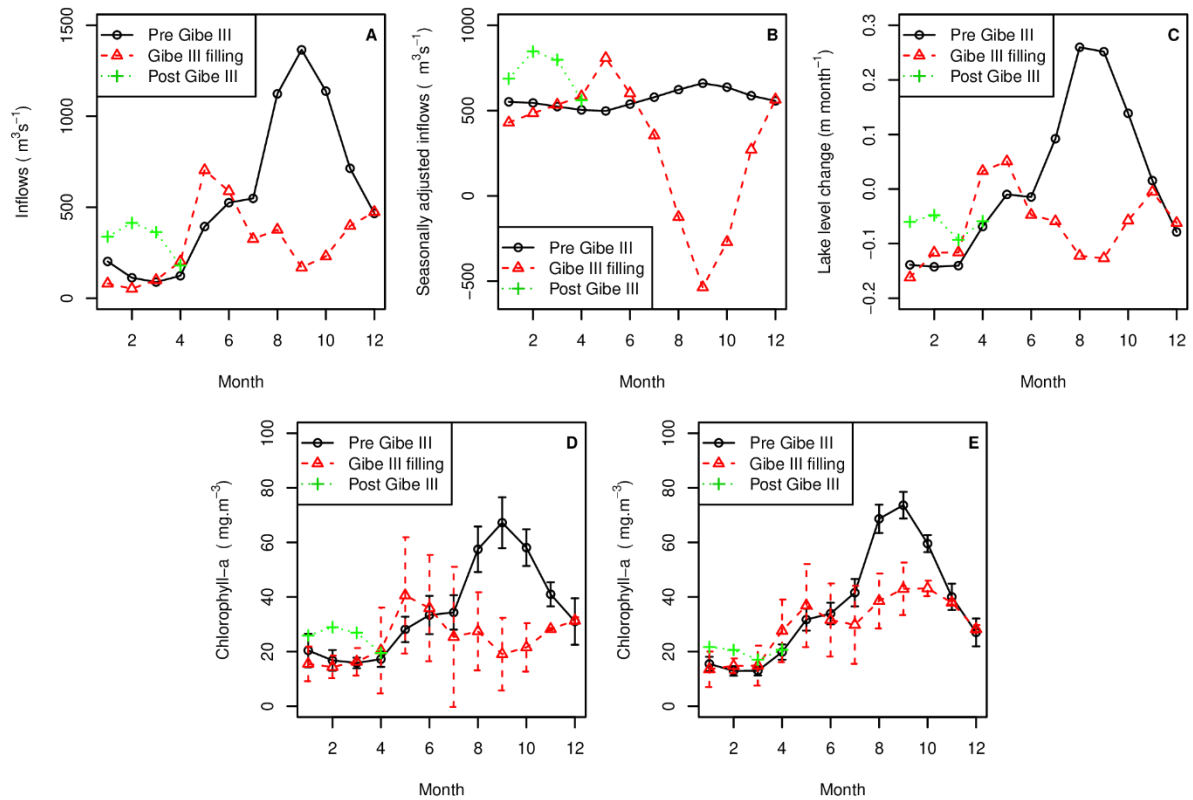 A
Pre Gibe III
Gibe III filling
Post Gibe III
Inflows ( m³s⁻¹)
0 500 1000 1500
2 4 6 8 10 12
Month
B
Pre Gibe III
Gibe III filling
Post Gibe III
Seasonally adjusted inflows ( m³s⁻¹)
−500 0 500 1000
2 4 6 8 10 12
Month
C
Pre Gibe III
Gibe III filling
Post Gibe III
Lake level change (m month⁻¹)
−0.2 −0.1 0.0 0.1 0.2 0.3
2 4 6 8 10 12
Month
D
Pre Gibe III
Gibe III filling
Post Gibe III
Chlorophyll−a ( mg.m⁻³)
0 20 40 60 80 100
2 4 6 8 10 12
Month
E
Pre Gibe III
Gibe III filling
Post Gibe III
Chlorophyll−a ( mg.m⁻³)
0 20 40 60 80 100
2 4 6 8 10 12
Month